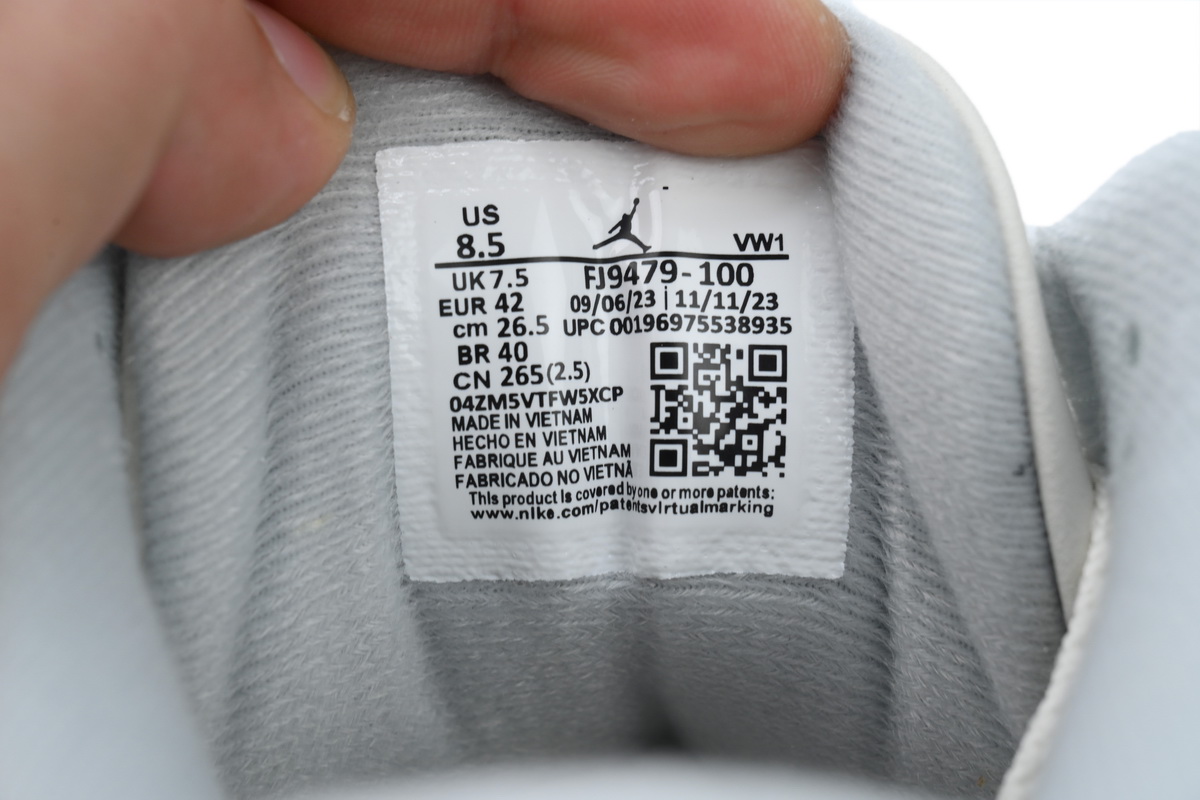 US
8.5
VW1
UK 7.5
FJ9479-100
EUR 42
09/06/23 | 11/11/23
cm 26.5
UPC 00196975538935
BR 40
CN 265(2.5)
04ZM5VTFW5XCP
MADE IN VIETNAM
HECHO EN VIETNAM
FABRIQUE AU VIETNAM
FABRICADO NO VIETNÃ
This product is covered by one or more patents:
www.nike.com/patentsvirtualmarking